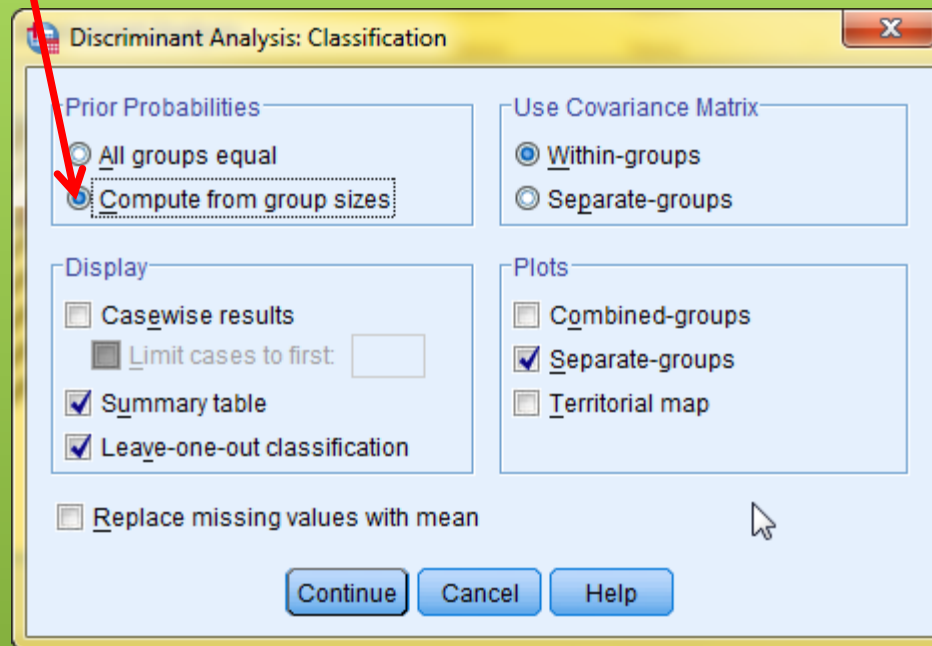 Discriminant Analysis: Classification
x
Prior Probabilities
All groups equal
Compute from group sizes
Use Covariance Matrix
Within-groups
Separate-groups
Display
Casewise results
Limit cases to first:
Summary table
Leave-one-out classification
Plots
Combined-groups
Separate-groups
Territorial map
Replace missing values with mean
Continue Cancel Help